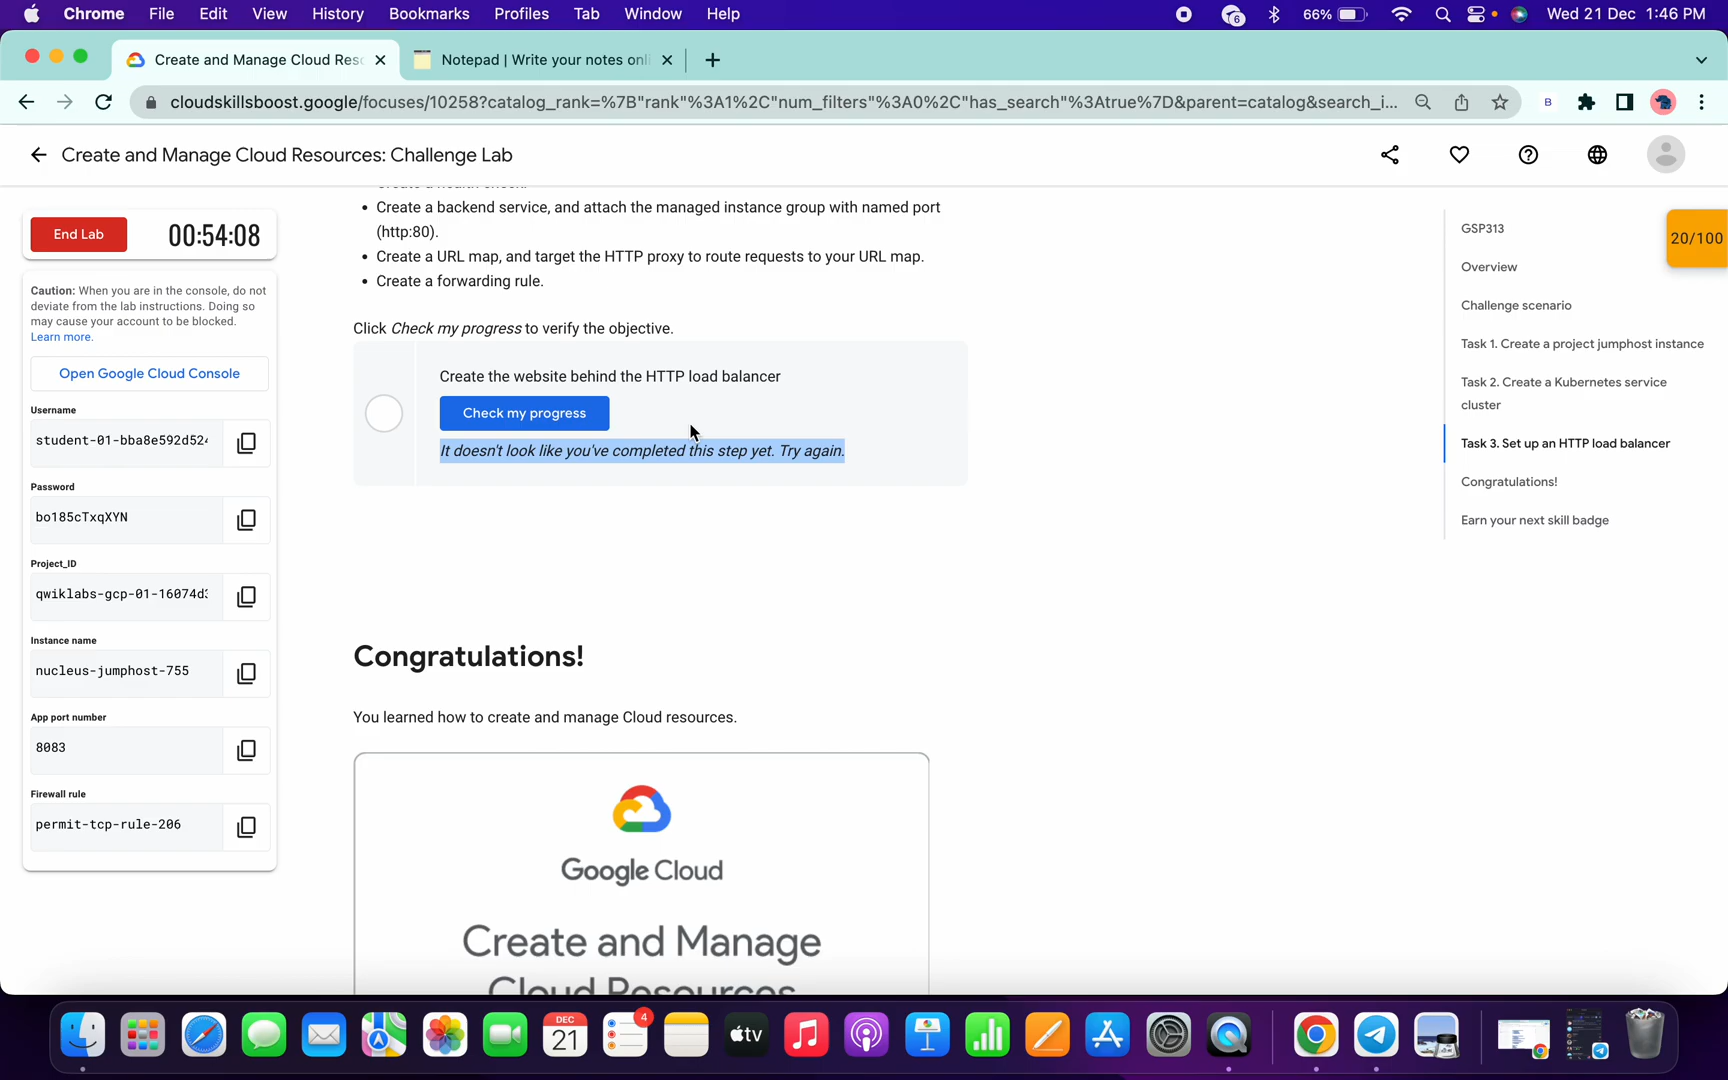 Chrome File Edit View History Bookmarks Profiles Tab Window Help 6 66% Wed 21 Dec 1:46 PM
Create and Manage Cloud Reso Notepad | Write your notes onli
cloudskillsboost.google/focuses/10258?catalog_rank=%7B"rank"%3A1%2C"num_filters"%3A0%2C"has_search"%3Atrue%7D&parent=catalog&search_i... B
Create and Manage Cloud Resources: Challenge Lab
End Lab 00:54:08
Caution: When you are in the console, do not
deviate from the lab instructions. Doing so
may cause your account to be blocked.
Learn more.
Open Google Cloud Console
Username
student-01-bba8e592d524
Password
bo185cTxqXYN
Project_ID
qwiklabs-gcp-01-16074d3
Instance name
nucleus-jumphost-755
App port number
8083
Firewall rule
permit-tcp-rule-206
• Create a backend service, and attach the managed instance group with named port
(http:80).
• Create a URL map, and target the HTTP proxy to route requests to your URL map.
• Create a forwarding rule.
Click Check my progress to verify the objective.
Create the website behind the HTTP load balancer
Check my progress
It doesn't look like you've completed this step yet. Try again.
Congratulations!
You learned how to create and manage Cloud resources.
Google Cloud
Create and Manage
Cloud Resources
GSP313
20/100
Overview
Challenge scenario
Task 1. Create a project jumphost instance
Task 2. Create a Kubernetes service
cluster
Task 3. Set up an HTTP load balancer
Congratulations!
Earn your next skill badge
DEC
21
4
tv